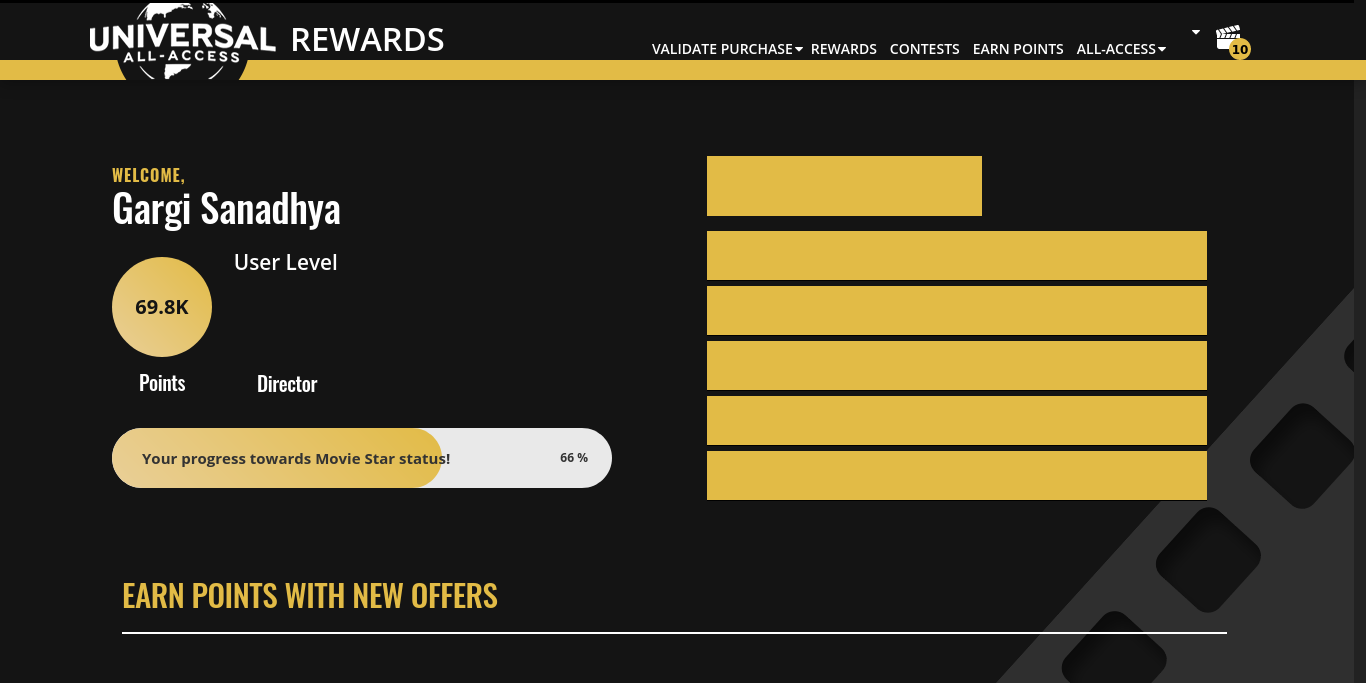 UNIVERSAL
ALL-ACCESS
REWARDS
VALIDATE PURCHASE REWARDS CONTESTS EARN POINTS ALL-ACCESS
10
WELCOME,
Gargi Sanadhya
User Level
69.8K
Points
Director
Your progress towards Movie Star status!
66 %
EARN POINTS WITH NEW OFFERS